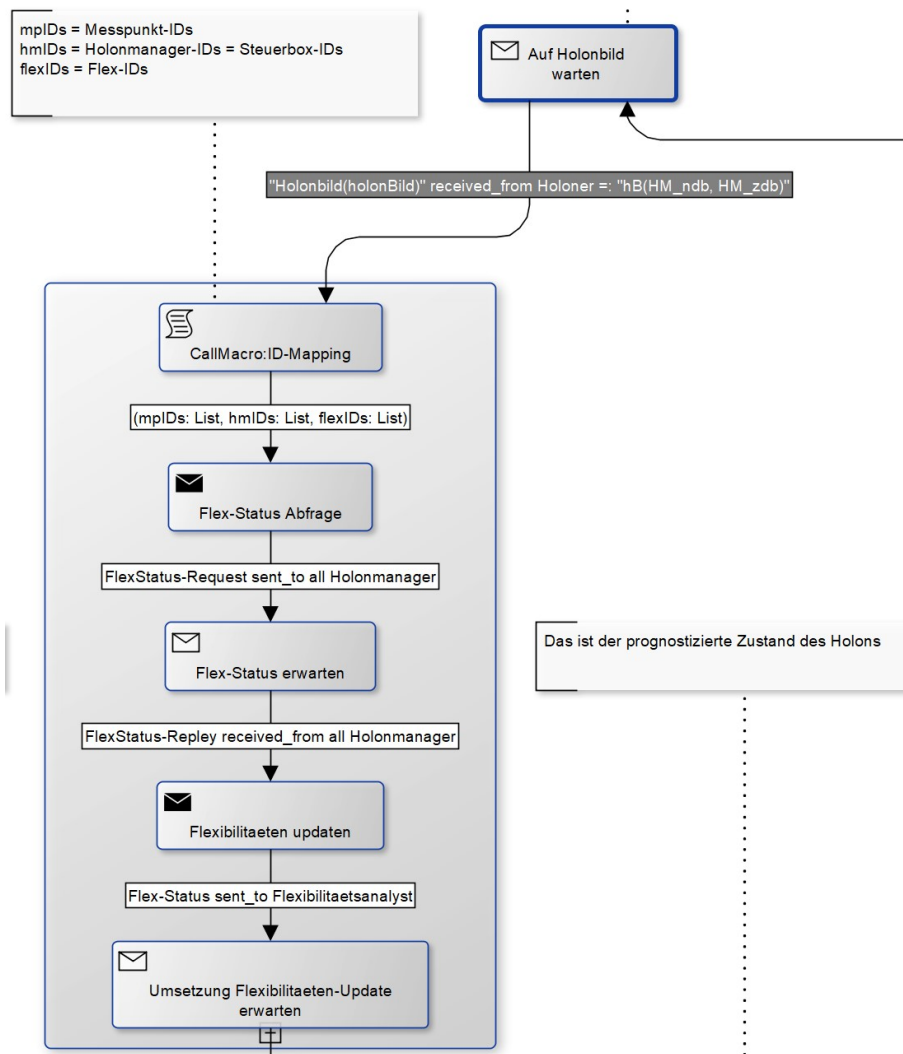 mpIDs = Messpunkt-IDs
hmIDs = Holonmanager-IDs = Steuerbox-IDs
flexIDs = Flex-IDs
Auf Holonbild
warten
"Holonbild(holonBild)" received_from Holoner =: "hB(HM_ndb, HM_zdb)"
CallMacro:ID-Mapping
(mpIDs: List, hmIDs: List, flexIDs: List)
Flex-Status Abfrage
FlexStatus-Request sent_to all Holonmanager
Flex-Status erwarten
Das ist der prognostizierte Zustand des Holons
FlexStatus-Repley received_from all Holonmanager
Flexibilitaeten updaten
Flex-Status sent_to Flexibilitaetsanalyst
Umsetzung Flexibilitaeten-Update
erwarten